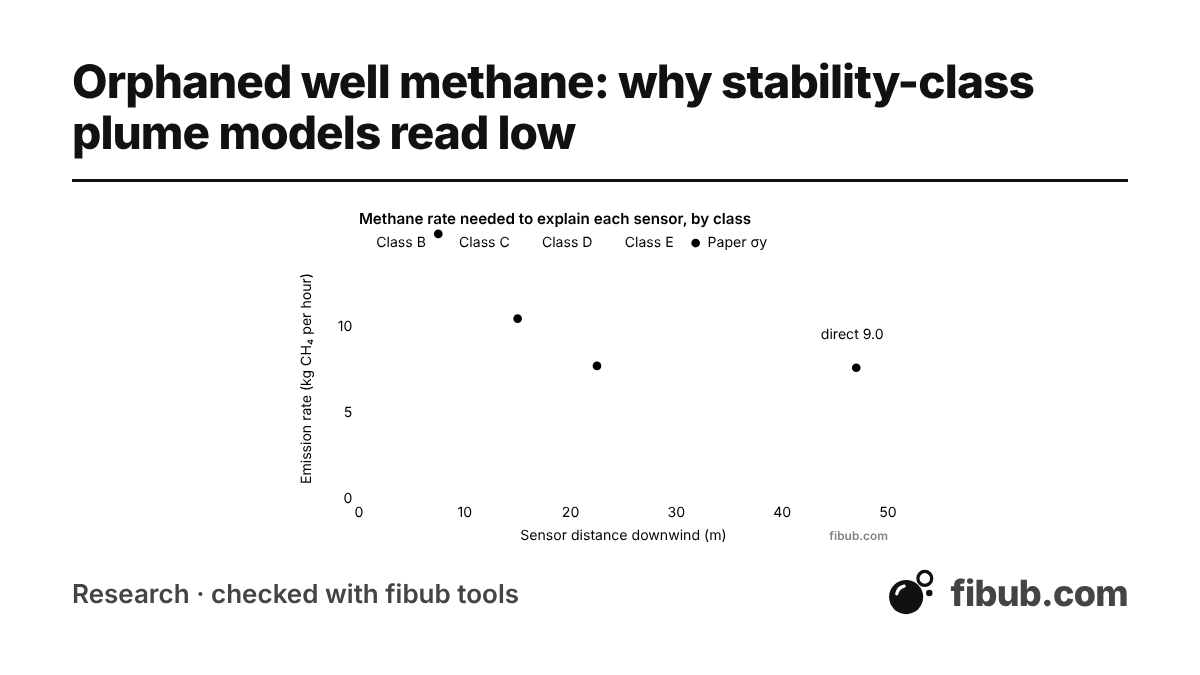 Orphaned well methane: why stability-class
plume models read low
Methane rate needed to explain each sensor, by class
Class B Class C Class D Class E Paper σy
Emission rate (kg CH₄ per hour)
10
5
0
direct 9.0
0 10 20 30 40 50
Sensor distance downwind (m)
fibub.com
Research · checked with fibub tools
fibub.com